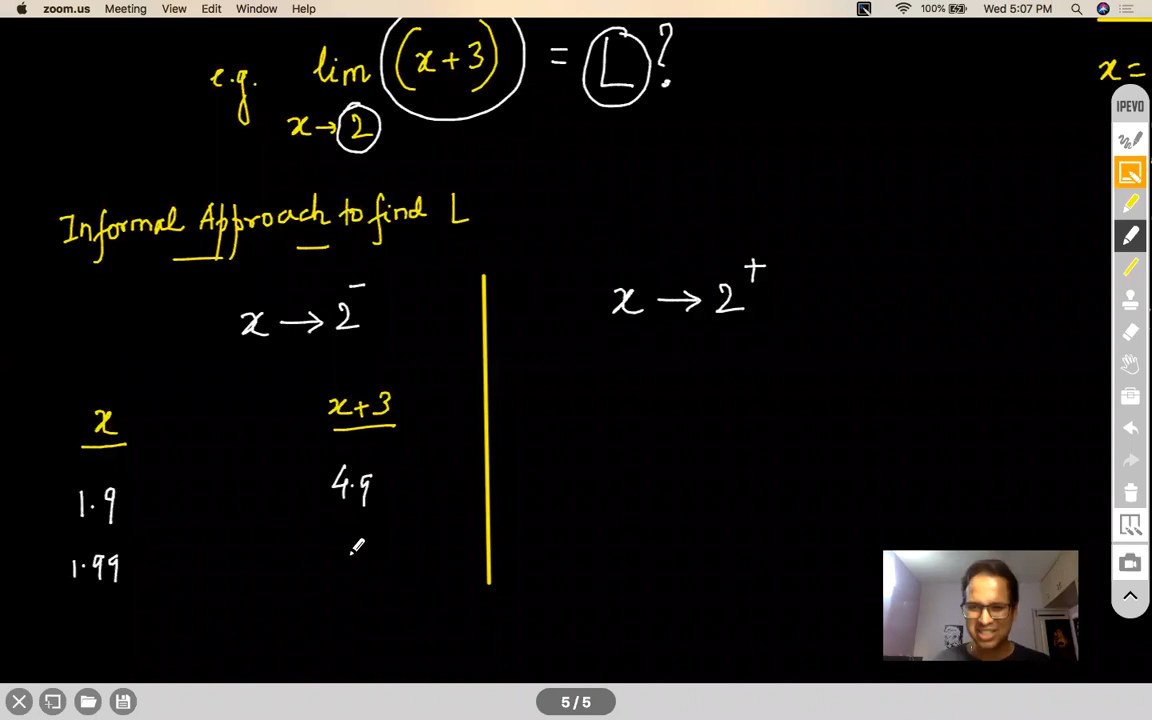 zoom.us Meeting View Edit Window Help 100% Wed 5:07 PM
e.g. lim (x+3) = L ?
x→2
x=
IPEVO
Informal Approach to find L
x → 2⁻
x → 2⁺
x x+3
1.9 4.9
1.99
5/5